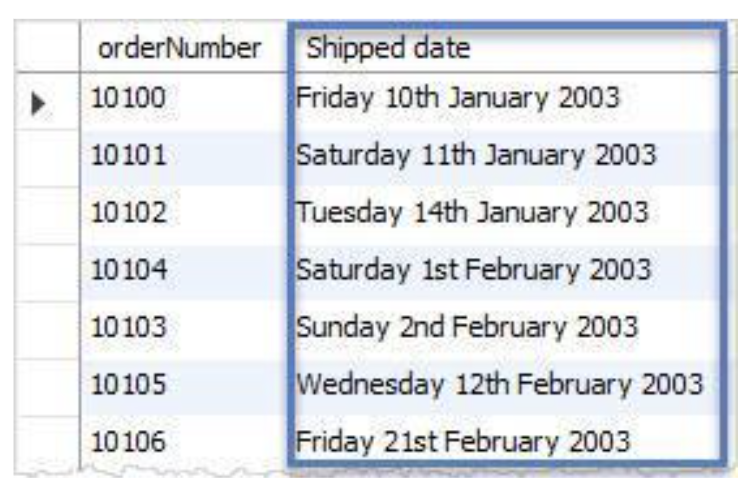 orderNumber Shipped date
10100 Friday 10th January 2003
10101 Saturday 11th January 2003
10102 Tuesday 14th January 2003
10104 Saturday 1st February 2003
10103 Sunday 2nd February 2003
10105 Wednesday 12th February 2003
10106 Friday 21st February 2003